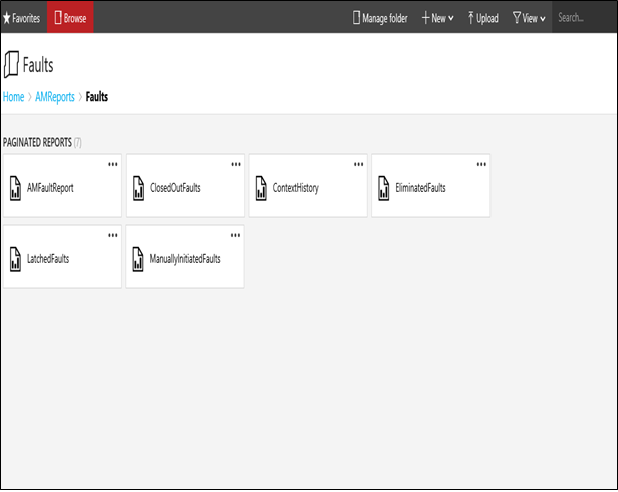 Favorites Browse Manage folder New Upload View Search...
Faults
Home > AMReports > Faults
PAGINATED REPORTS (7)
AMFaultReport ClosedOutFaults ContextHistory EliminatedFaults
LatchedFaults ManuallyInitiatedFaults